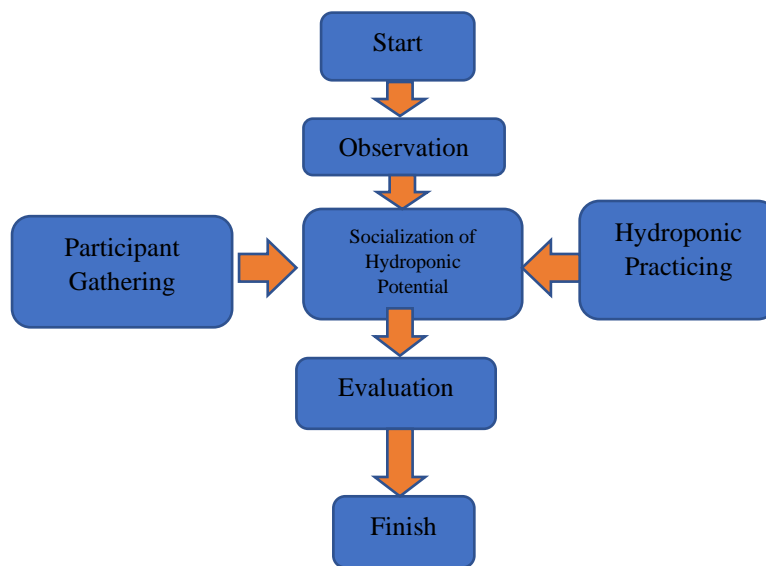 Start
Observation
Participant
Gathering
Socialization of
Hydroponic
Potential
Hydroponic
Practicing
Evaluation
Finish